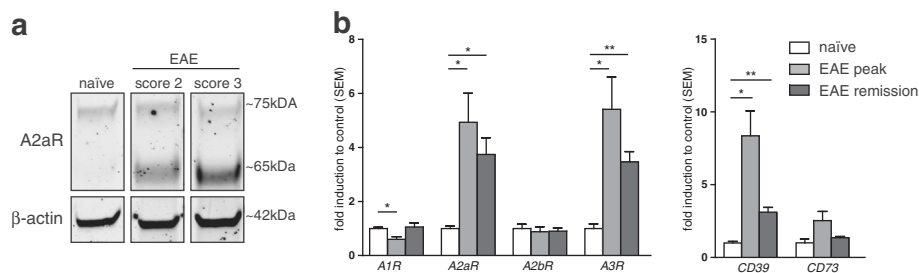 a
EAE
naïve score 2 score 3
A2aR
~75kDA
~65kDa
β-actin
~42kDa
b
fold induction to control (SEM)
8
6
4
2
0
*
*
*
*
**
A1R A2aR A2bR A3R
fold induction to control (SEM)
15
10
5
0
**
*
CD39 CD73
naïve
EAE peak
EAE remission